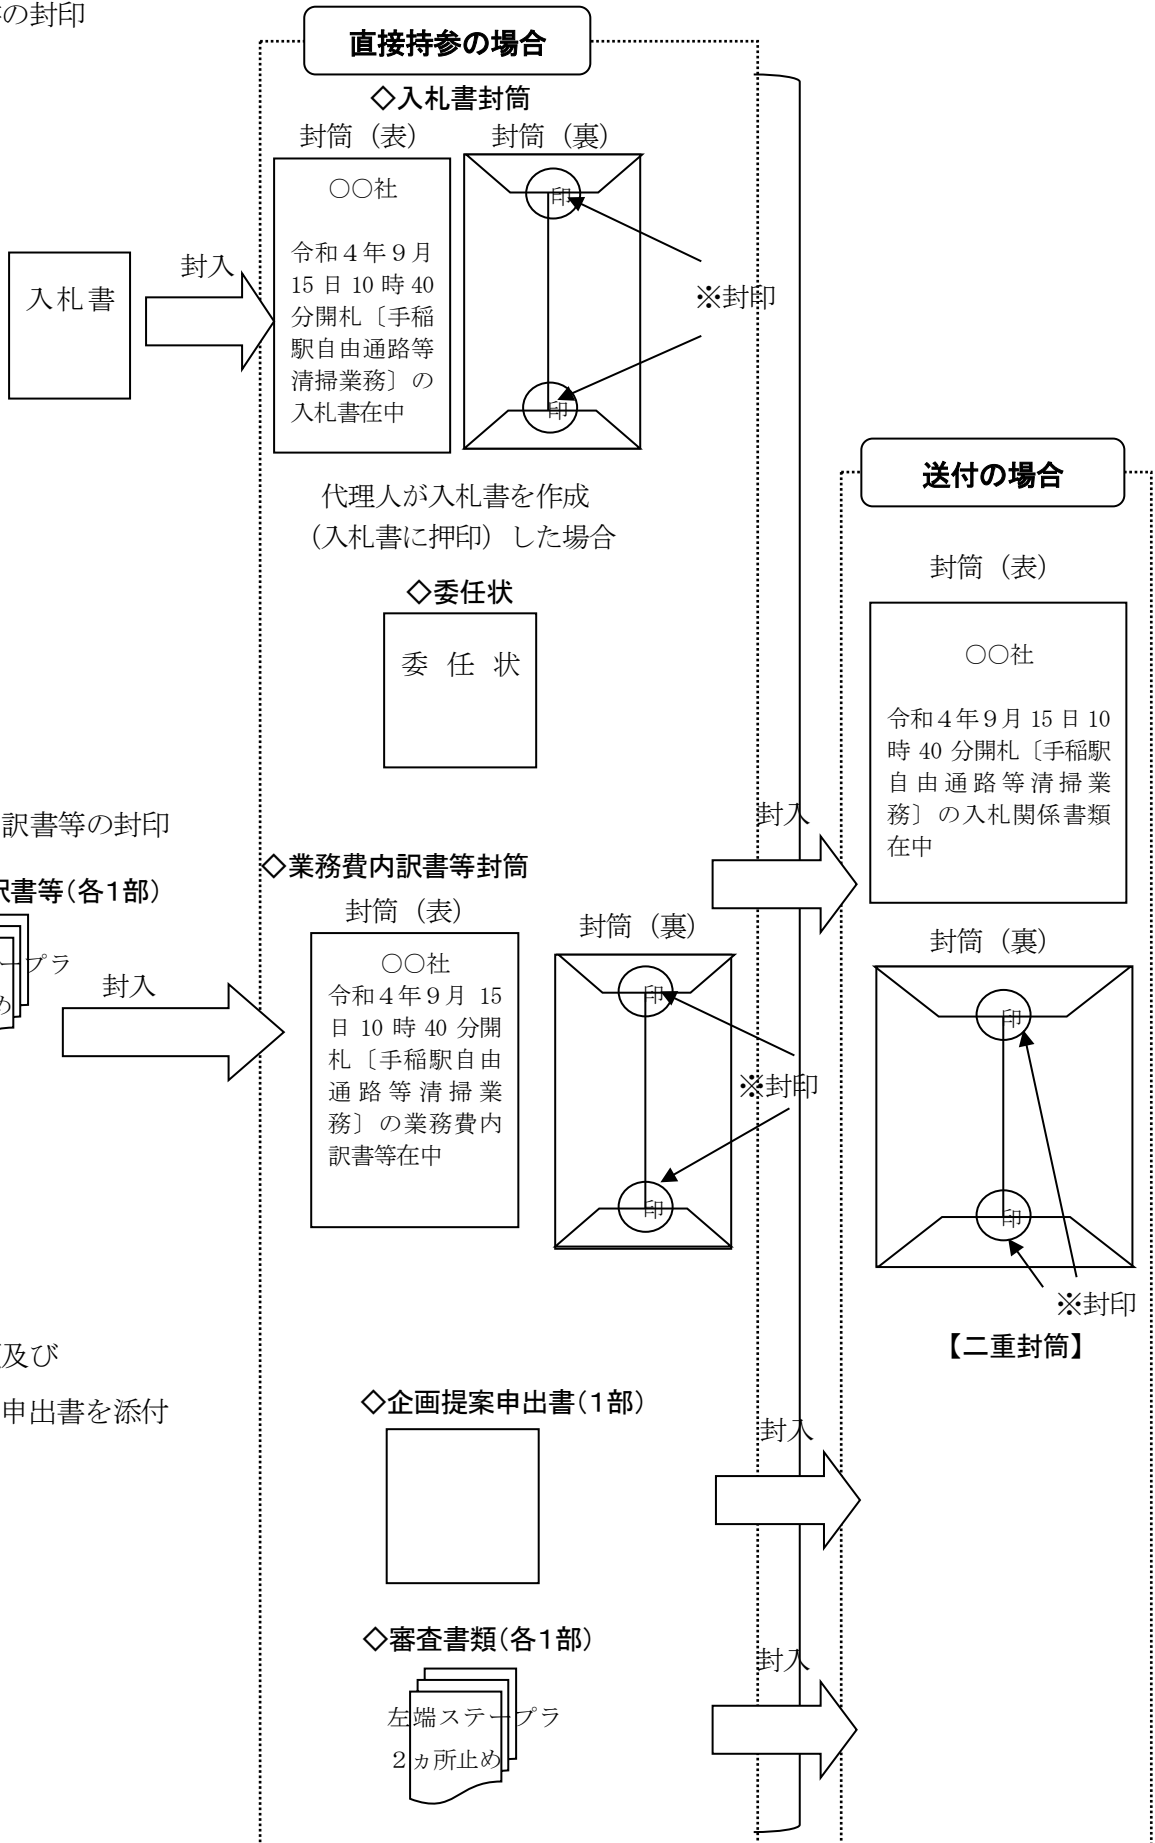 の封印
直接持参の場合
◇入札書封筒
封筒（表）
封筒（裏）
○○社
令和４年９月
15 日 10 時 40
分開札〔手稲
駅自由通路等
清掃業務〕の
入札書在中
印
印
※封印
入札書
封入
代理人が入札書を作成
（入札書に押印）した場合
◇委任状
委 任 状
送付の場合
封筒（表）
○○社
令和４年９月 15 日 10
時 40 分開札〔手稲駅
自由通路等清掃業
務〕の入札関係書類
在中
封入
封筒（裏）
印
印
※封印
【二重封筒】
訳書等の封印
訳書等(各１部)
ープラ
め
封入
◇業務費内訳書等封筒
封筒（表）
封筒（裏）
○○社
令和４年９月 15
日 10 時 40 分開
札〔手稲駅自由
通路等清掃業
務〕の業務費内
訳書等在中
印
印
※封印
及び
申出書を添付
◇企画提案申出書(１部)
封入
◇審査書類(各１部)
封入
左端ステープラ
２ヵ所止め